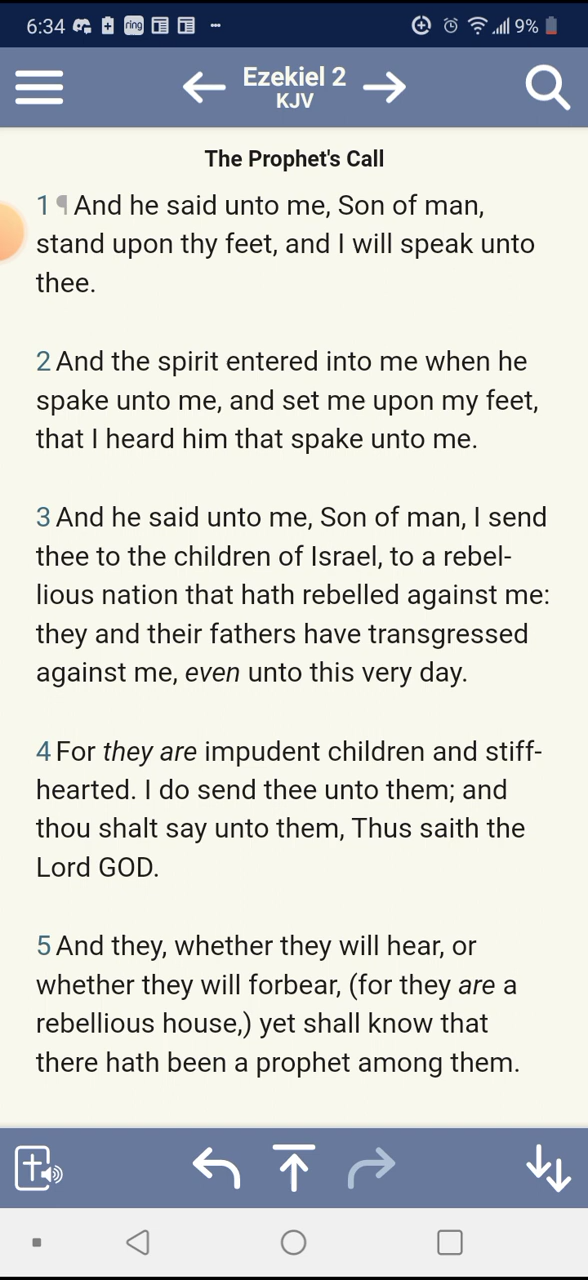 6:34 ring 9%
Ezekiel 2
KJV
The Prophet's Call
1 ¶ And he said unto me, Son of man,
stand upon thy feet, and I will speak unto
thee.
2 And the spirit entered into me when he
spake unto me, and set me upon my feet,
that I heard him that spake unto me.
3 And he said unto me, Son of man, I send
thee to the children of Israel, to a rebel-
lious nation that hath rebelled against me:
they and their fathers have transgressed
against me, even unto this very day.
4 For they are impudent children and stiff-
hearted. I do send thee unto them; and
thou shalt say unto them, Thus saith the
Lord GOD.
5 And they, whether they will hear, or
whether they will forbear, (for they are a
rebellious house,) yet shall know that
there hath been a prophet among them.